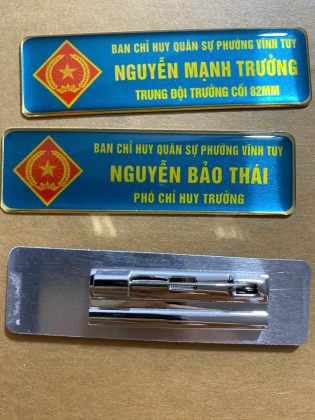 BAN CHỈ HUY QUÂN SỰ PHƯỜNG VĨNH TUY
NGUYỄN MẠNH TRƯỞNG
TRUNG ĐỘI TRƯỞNG CỐI 82MM
BAN CHỈ HUY QUÂN SỰ PHƯỜNG VĨNH TUY
NGUYỄN BẢO THÁI
PHÓ CHỈ HUY TRƯỞNG